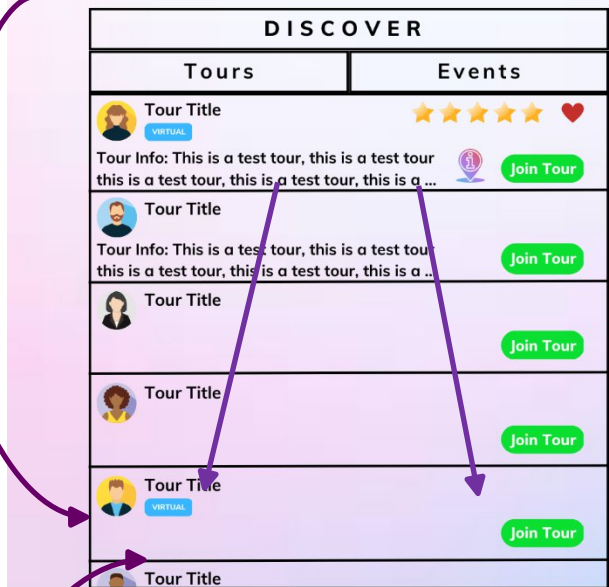 DISCOVER
Tours Events
Tour Title
VIRTUAL
Tour Info: This is a test tour, this is a test tour
this is a test tour, this is a test tour, this is a ...
Join Tour
Tour Title
Tour Info: This is a test tour, this is a test tour
this is a test tour, this is a test tour, this is a ..
Join Tour
Tour Title
Join Tour
Tour Title
Join Tour
Tour Title
VIRTUAL
Join Tour
Tour Title